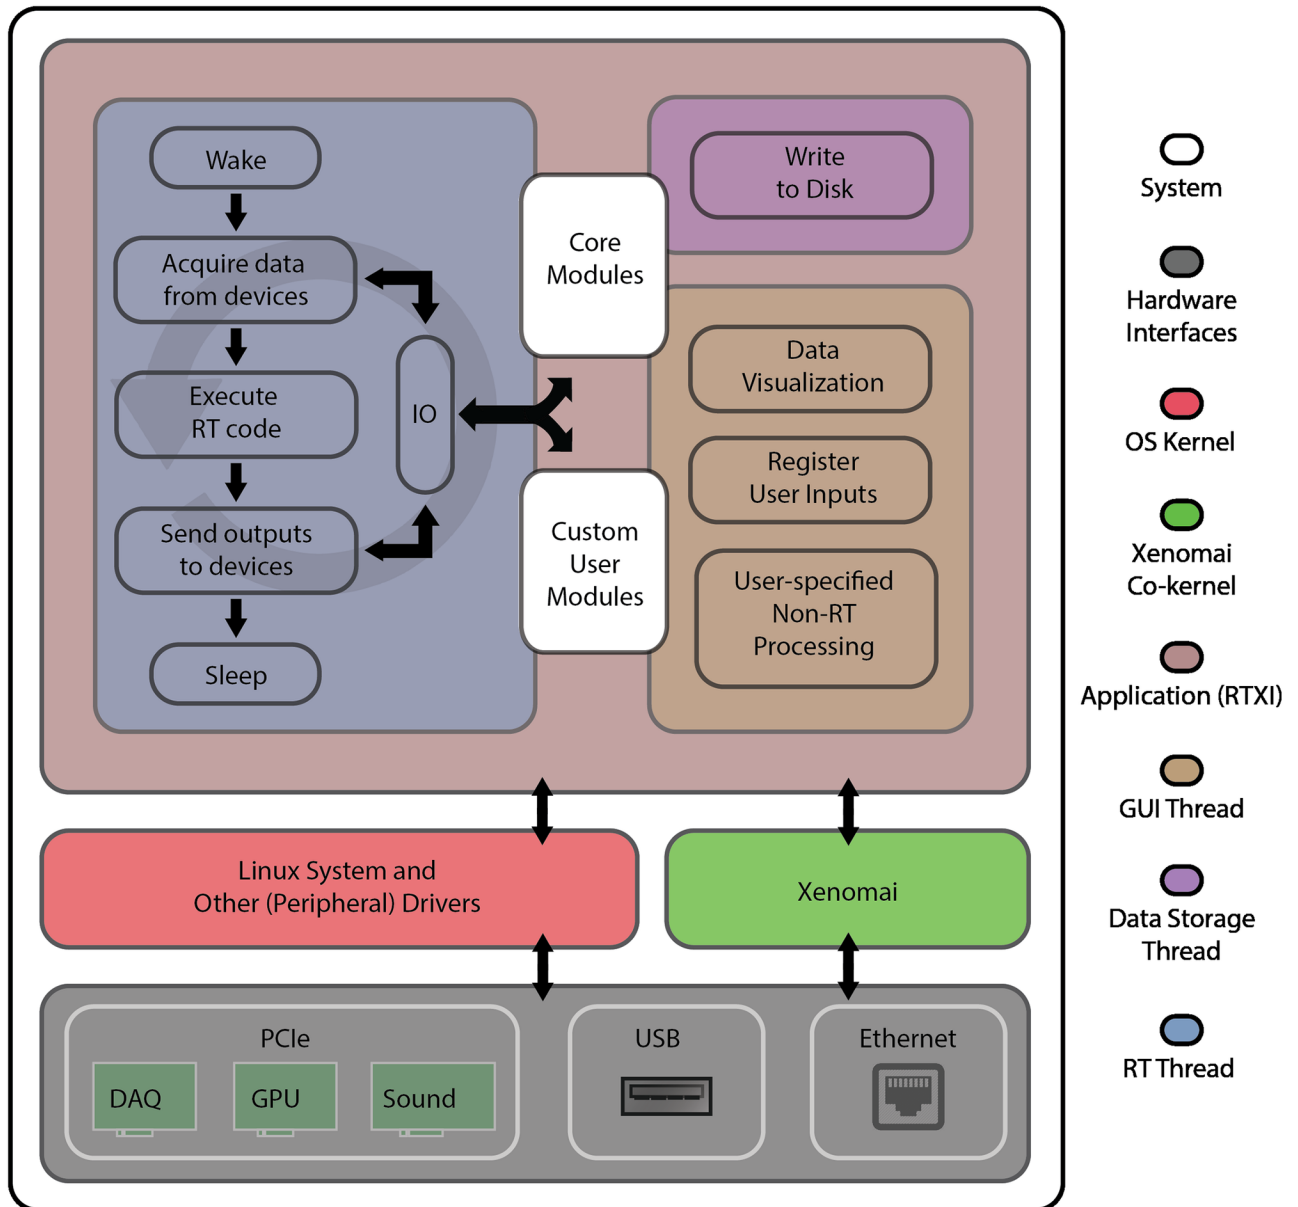 Wake
Acquire data
from devices
Execute
RT code
Send outputs
to devices
Sleep
IO
Core
Modules
Custom
User
Modules
Write
to Disk
Data
Visualization
Register
User Inputs
User-specified
Non-RT
Processing
Linux System and
Other (Peripheral) Drivers
Xenomai
PCIe
DAQ
GPU
Sound
USB
Ethernet
System
Hardware
Interfaces
OS Kernel
Xenomai
Co-kernel
Application (RTXI)
GUI Thread
Data Storage
Thread
RT Thread